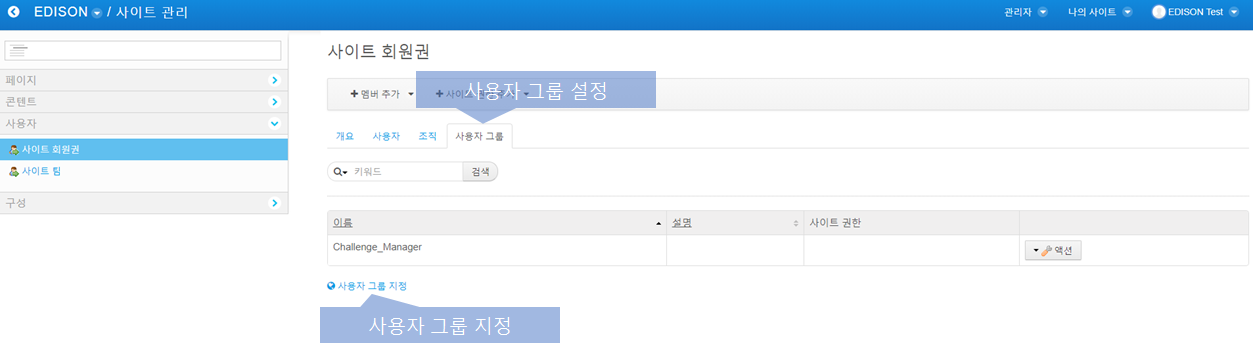 EDISON / 사이트 관리
관리자
나의 사이트
EDISON Test
페이지
콘텐트
사용자
사이트 회원권
사이트 팀
구성
사이트 회원권
사용자 그룹 설정
멤버 추가
개요 사용자 조직 사용자 그룹
키워드 검색
이름 설명 사이트 권한
Challenge_Manager 액션
사용자 그룹 지정
사용자 그룹 지정